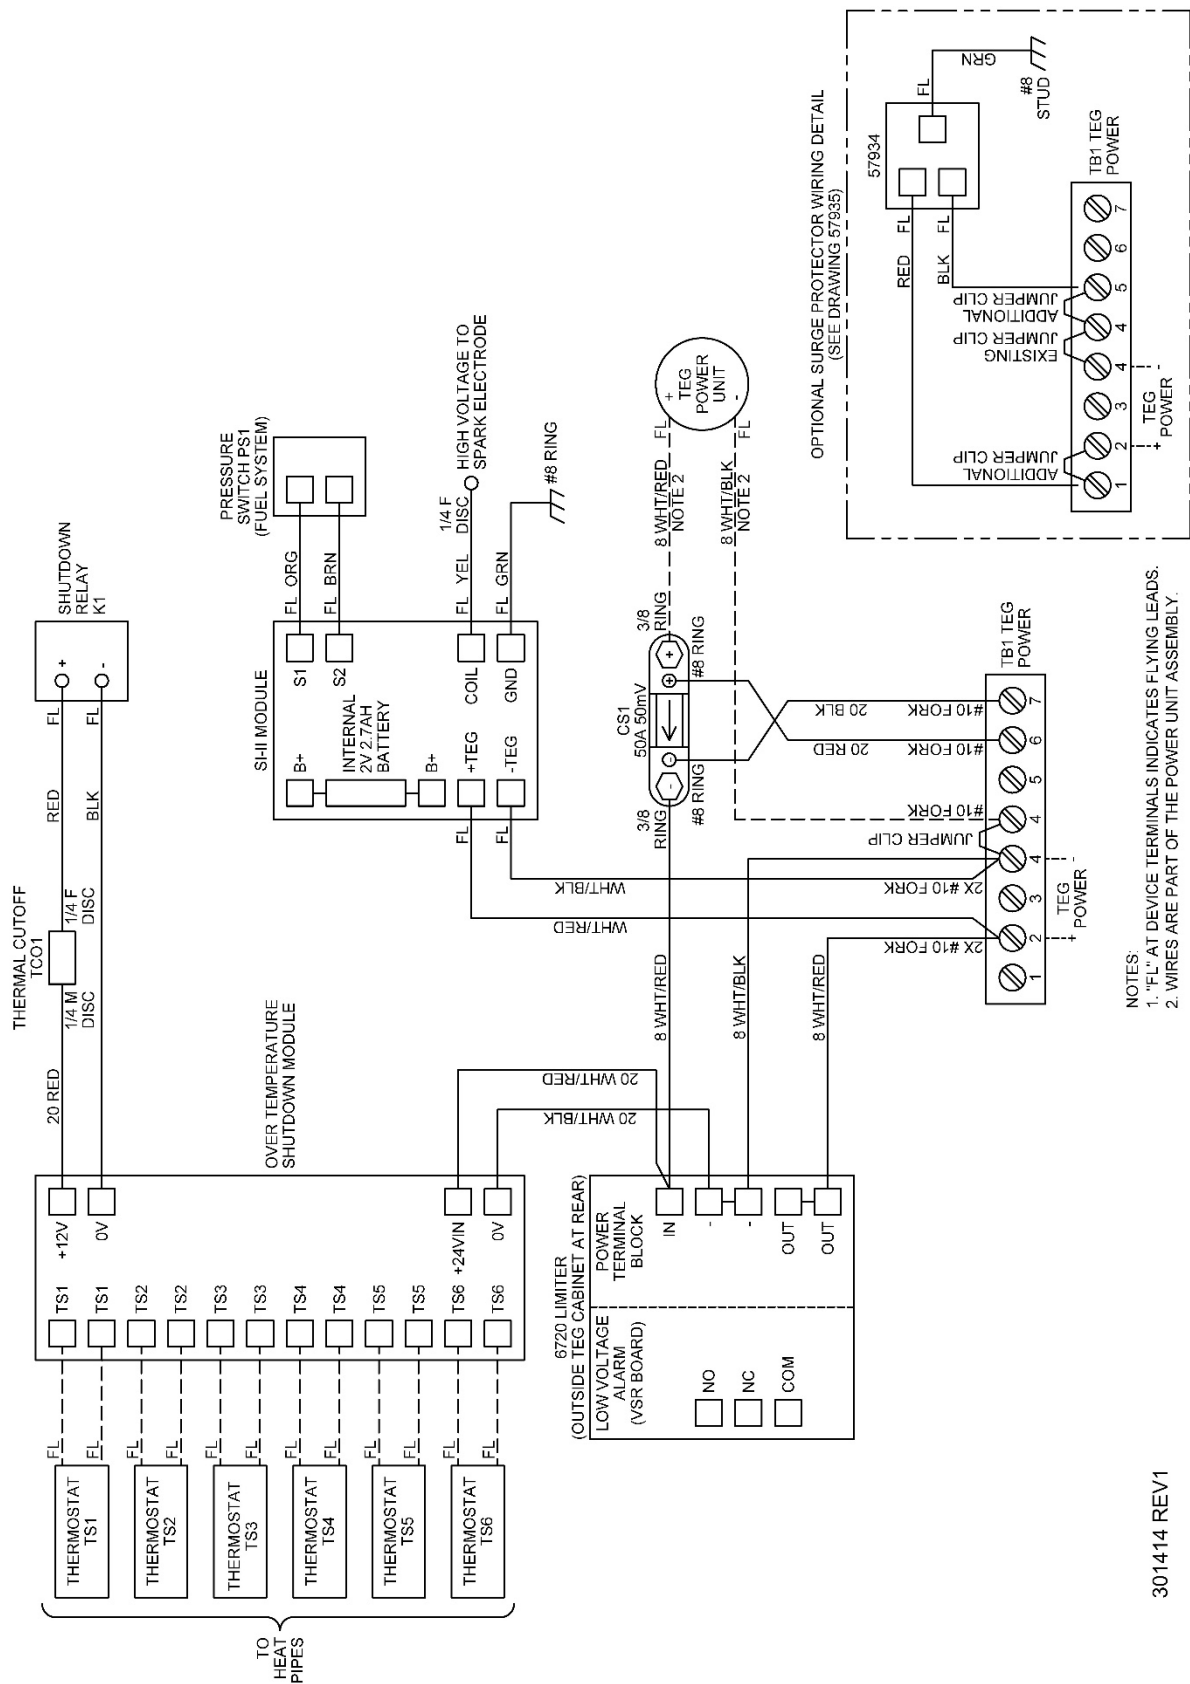 TO
HEAT
PIPES
THERMOSTAT
TS1
THERMOSTAT
TS2
THERMOSTAT
TS3
THERMOSTAT
TS4
THERMOSTAT
TS5
THERMOSTAT
TS6
FL
FL
FL
FL
FL
FL
FL
FL
FL
FL
FL
FL
TS1
TS1
TS2
TS2
TS3
TS3
TS4
TS4
TS5
TS5
TS6
TS6
+12V
0V
+24VIN
0V
OVER TEMPERATURE
SHUTDOWN MODULE
20 RED
1/4 M
DISC
THERMAL CUTOFF
TCO1
1/4 F
DISC
RED
BLK
FL
FL
+
-
SHUTDOWN
RELAY
K1
SI-II MODULE
B+
INTERNAL
2V 2.7AH
BATTERY
B+
+TEG
-TEG
S1
S2
COIL
GND
FL ORG
FL BRN
FL YEL
FL GRN
PRESSURE
SWITCH PS1
(FUEL SYSTEM)
1/4 F
DISC
HIGH VOLTAGE TO
SPARK ELECTRODE
#8 RING
FL
FL
WHT/BLK
WHT/RED
6720 LIMITER
(OUTSIDE TEG CABINET AT REAR)
LOW VOLTAGE
ALARM
(VSR BOARD)
POWER
TERMINAL
BLOCK
NO
NC
COM
IN
-
-
OUT
OUT
20 WHT/RED
20 WHT/BLK
8 WHT/RED
8 WHT/BLK
8 WHT/RED
3/8
RING
#8 RING
CS1
50A 50mV
-
-
+
+
3/8
RING
#8 RING
8 WHT/RED
NOTE 2
FL
8 WHT/BLK
NOTE 2
FL
+
TEG
POWER
UNIT
-
20 BLK
20 RED
#10 FORK
#10 FORK
#10 FORK
JUMPER CLIP
2X #10 FORK
2X #10 FORK
1
2
3
4
4
5
6
7
+
-
TEG
POWER
TB1 TEG
POWER
OPTIONAL SURGE PROTECTOR WIRING DETAIL
(SEE DRAWING 57935)
57934
RED
FL
BLK
FL
FL
GRN
#8
STUD
ADDITIONAL
JUMPER CLIP
EXISTING
JUMPER CLIP
ADDITIONAL
JUMPER CLIP
1
2
3
4
4
5
6
7
+
-
TEG
POWER
TB1 TEG
POWER
NOTES:
1. "FL" AT DEVICE TERMINALS INDICATES FLYING LEADS.
2. WIRES ARE PART OF THE POWER UNIT ASSEMBLY.
301414 REV1